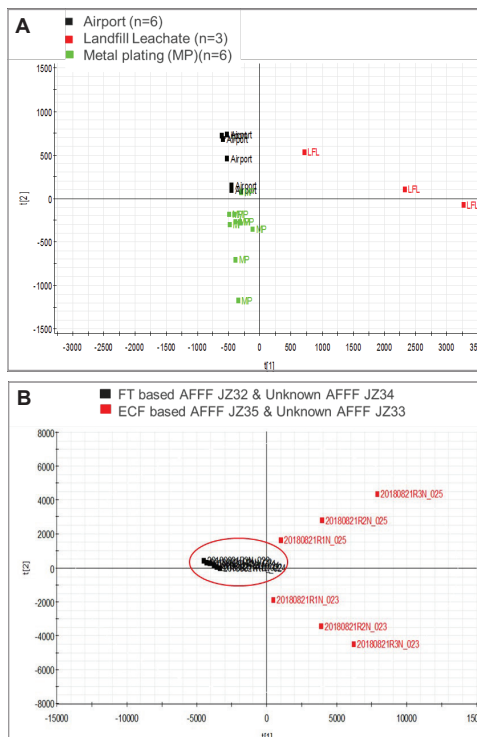 A
Airport (n=6)
Landfill Leachate (n=3)
Metal plating (MP)(n=6)
1500
1000
500
0
-500
-1000
-1500
t[2]
Airport
Airport
Airport
Airport
Airport
LFL
LFL
LFL
MP
MP
MP
MP
MP
MP
-3000 -2500 -2000 -1500 -1000 -500 0 500 1000 1500 2000 2500 3000
t[1]
B
FT based AFFF JZ32 & Unknown AFFF JZ34
ECF based AFFF JZ35 & Unknown AFFF JZ33
8000
6000
4000
2000
0
-2000
-4000
-6000
-8000
t[2]
20180821R3N_025
20180821R2N_025
20180821R1N_025
20180821R1N_023
20180821R2N_023
20180821R3N_023
-15000 -10000 -5000 0 5000 10000
t[1]